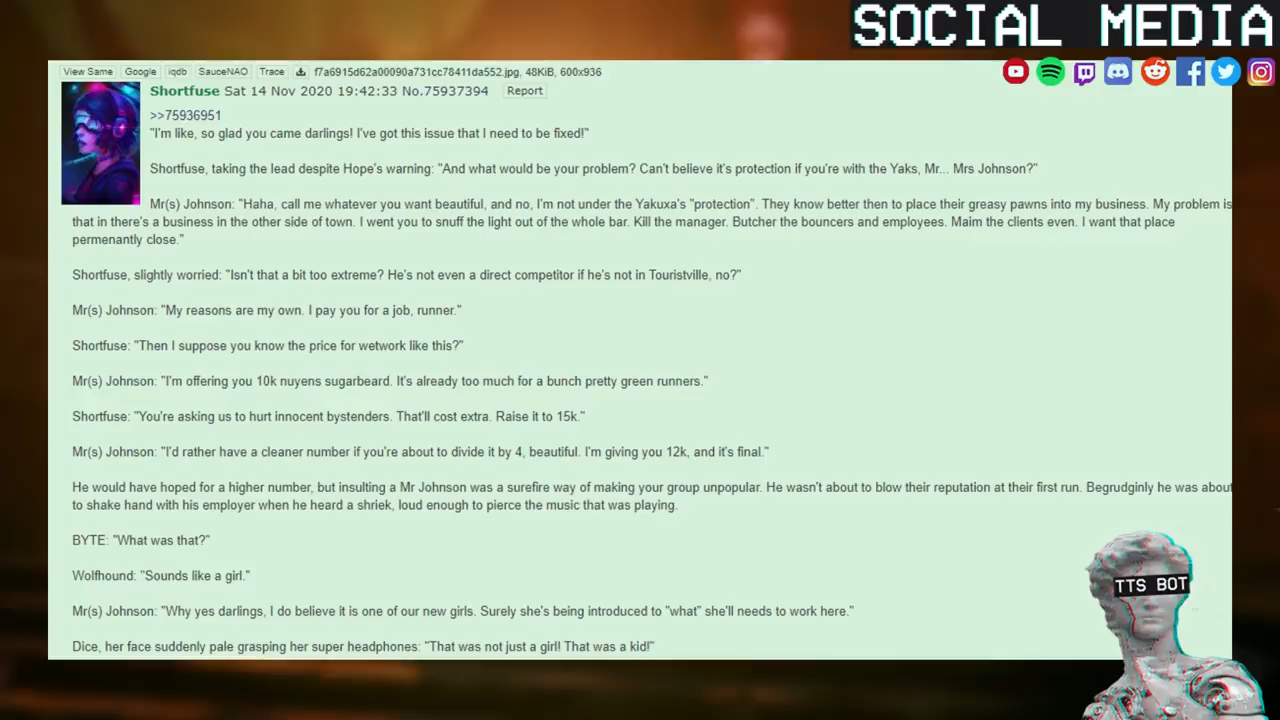 SOCIAL MEDIA
View Same Google iqdb SauceNAO Trace f7a6915d62a00090a731cc78411da552.jpg, 48KiB, 600x936
Shortfuse Sat 14 Nov 2020 19:42:33 No.75937394 Report
>>75936951
"I'm like, so glad you came darlings! I've got this issue that I need to be fixed!"
Shortfuse, taking the lead despite Hope's warning: "And what would be your problem? Can't believe it's protection if you're with the Yaks, Mr... Mrs Johnson?"
Mr(s) Johnson: "Haha, call me whatever you want beautiful, and no, I'm not under the Yakuxa's "protection". They know better then to place their greasy pawns into my business. My problem is
that in there's a business in the other side of town. I went you to snuff the light out of the whole bar. Kill the manager. Butcher the bouncers and employees. Maim the clients even. I want that place
permenantly close."
Shortfuse, slightly worried: "Isn't that a bit too extreme? He's not even a direct competitor if he's not in Touristville, no?"
Mr(s) Johnson: "My reasons are my own. I pay you for a job, runner."
Shortfuse: "Then I suppose you know the price for wetwork like this?"
Mr(s) Johnson: "I'm offering you 10k nuyens sugarbeard. It's already too much for a bunch pretty green runners."
Shortfuse: "You're asking us to hurt innocent bystenders. That'll cost extra. Raise it to 15k."
Mr(s) Johnson: "I'd rather have a cleaner number if you're about to divide it by 4, beautiful. I'm giving you 12k, and it's final."
He would have hoped for a higher number, but insulting a Mr Johnson was a surefire way of making your group unpopular. He wasn't about to blow their reputation at their first run. Begrudginly he was about
to shake hand with his employer when he heard a shriek, loud enough to pierce the music that was playing.
BYTE: "What was that?"
Wolfhound: "Sounds like a girl."
Mr(s) Johnson: "Why yes darlings, I do believe it is one of our new girls. Surely she's being introduced to "what" she'll needs to work here."
Dice, her face suddenly pale grasping her super headphones: "That was not just a girl! That was a kid!"
TTS BOT